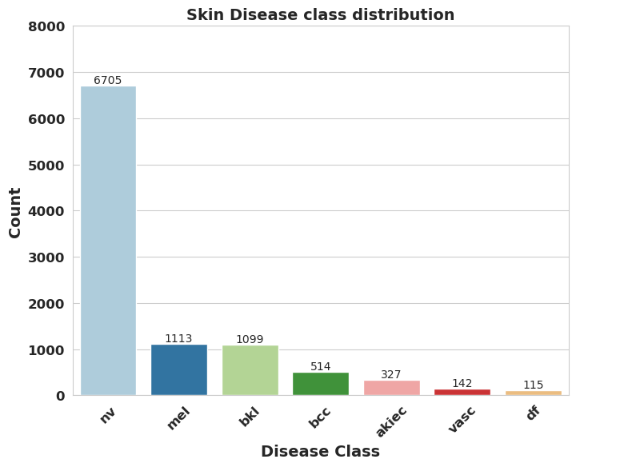 Skin Disease class distribution
8000
7000
6000
5000
4000
3000
2000
1000
0
Count
6705
1113
1099
514
327
142
115
nv
mel
bkl
bcc
akiec
vasc
df
Disease Class